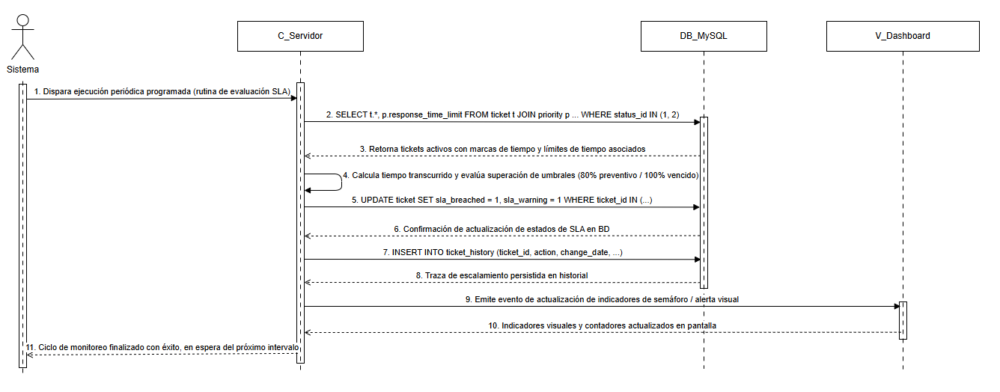 C_Servidor
DB_MySQL
V_Dashboard
Sistema
1. Dispara ejecución periódica programada (rutina de evaluación SLA)
2. SELECT t.*, p.response_time_limit FROM ticket t JOIN priority p ... WHERE status_id IN (1, 2)
3. Retorna tickets activos con marcas de tiempo y límites de tiempo asociados
4. Calcula tiempo transcurrido y evalúa superación de umbrales (80% preventivo / 100% vencido)
5. UPDATE ticket SET sla_breached = 1, sla_warning = 1 WHERE ticket_id IN (...)
6. Confirmación de actualización de estados de SLA en BD
7. INSERT INTO ticket_history (ticket_id, action, change_date, ...)
8. Traza de escalamiento persistida en historial
9. Emite evento de actualización de indicadores de semáforo / alerta visual
10. Indicadores visuales y contadores actualizados en pantalla
11. Ciclo de monitoreo finalizado con éxito, en espera del próximo intervalo